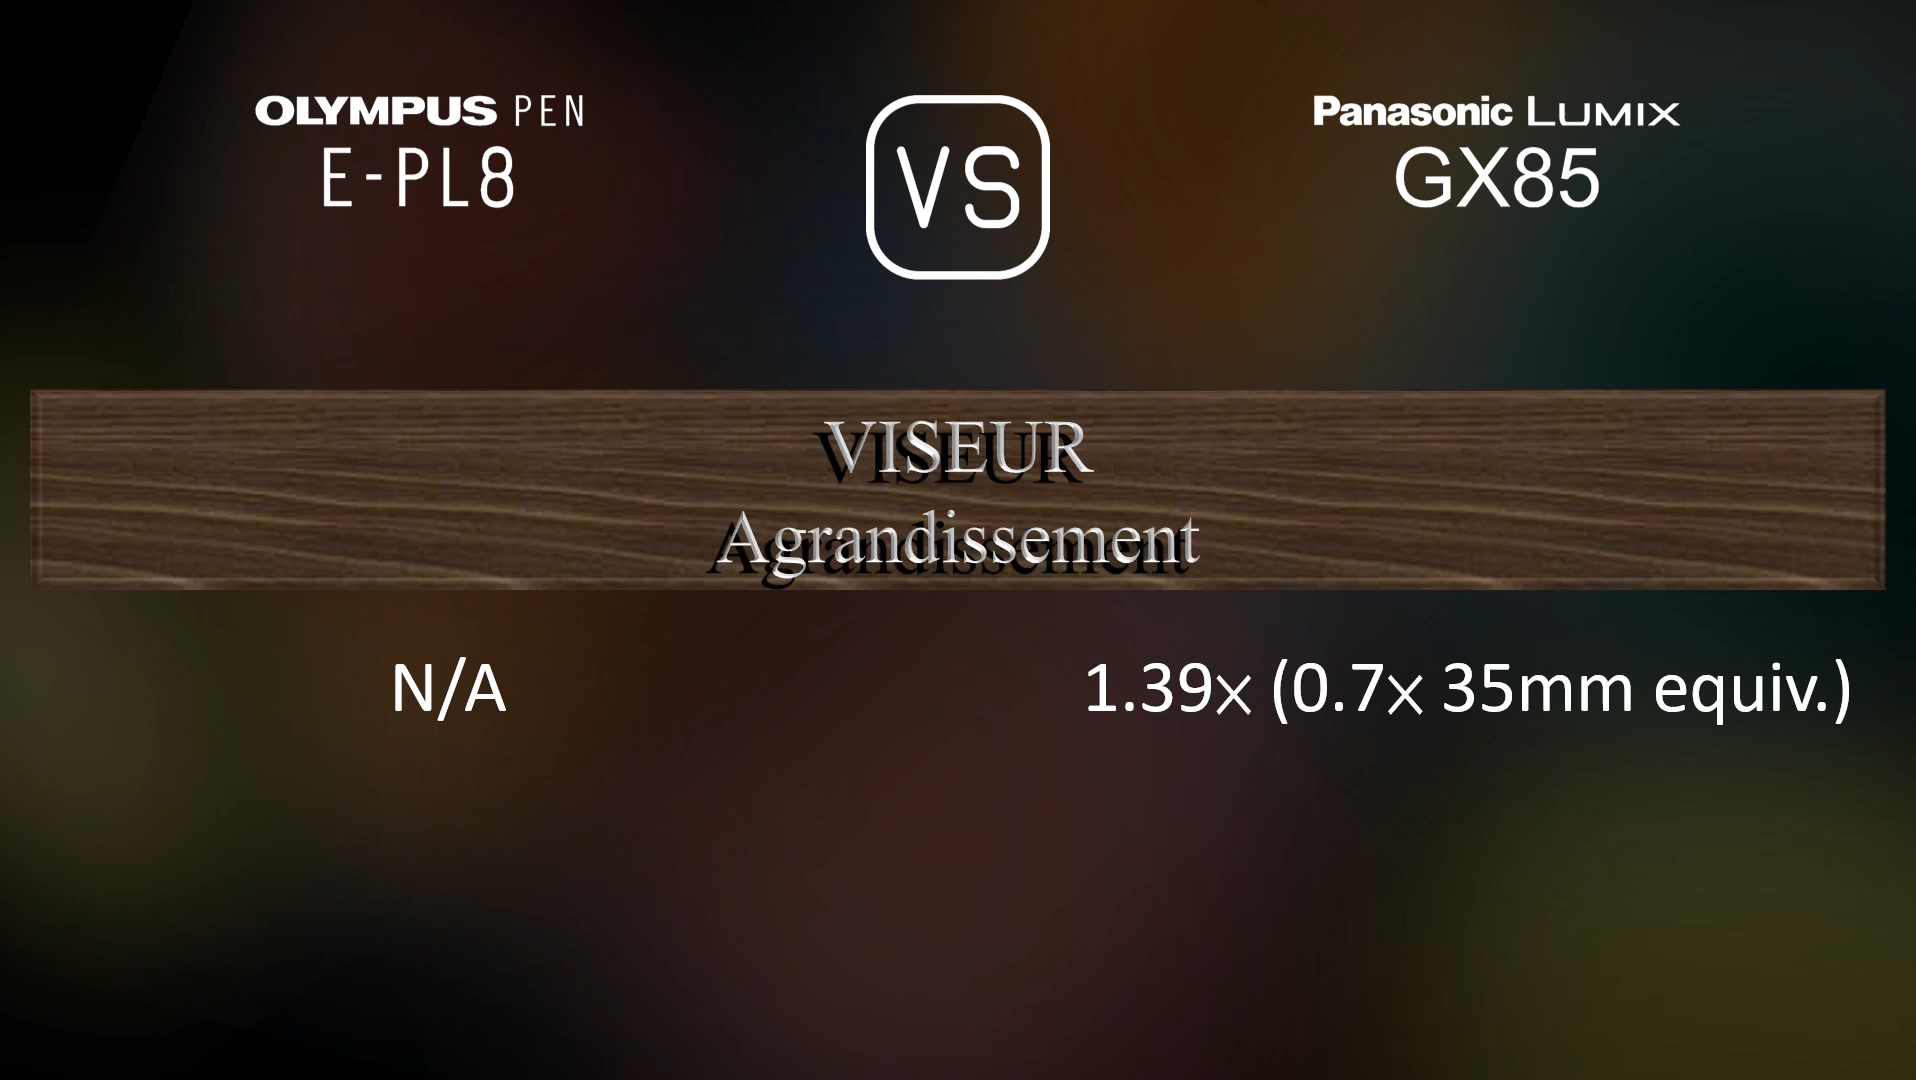 OLYMPUS PEN
E-PL8
VS
Panasonic LUMIX
GX85
VISEUR
Agrandissement
N/A
1.39x (0.7x 35mm equiv.)